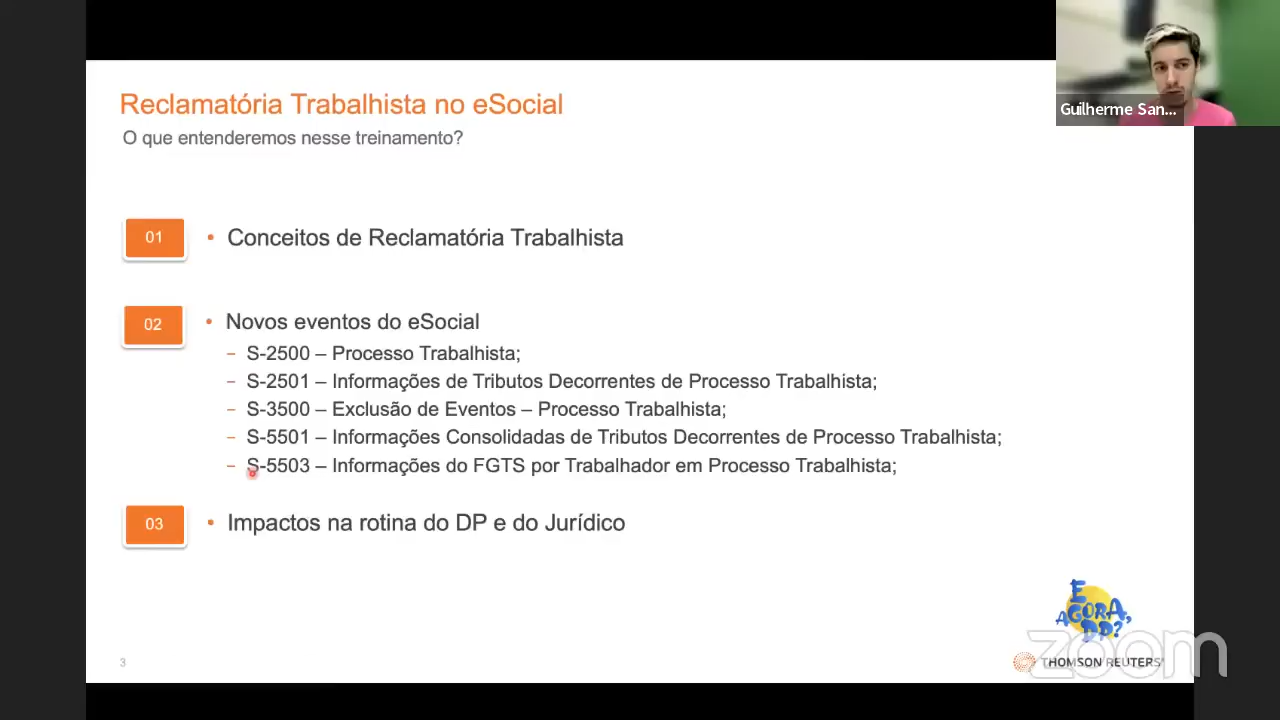 Reclamatória Trabalhista no eSocial
O que entenderemos nesse treinamento?
Guilherme San...
01
• Conceitos de Reclamatória Trabalhista
02
• Novos eventos do eSocial
– S-2500 – Processo Trabalhista;
– S-2501 – Informações de Tributos Decorrentes de Processo Trabalhista;
– S-3500 – Exclusão de Eventos – Processo Trabalhista;
– S-5501 – Informações Consolidadas de Tributos Decorrentes de Processo Trabalhista;
– S-5503 – Informações do FGTS por Trabalhador em Processo Trabalhista;
03
• Impactos na rotina do DP e do Jurídico
E
AGORA,
DP?
zoom
3
THOMSON REUTERS